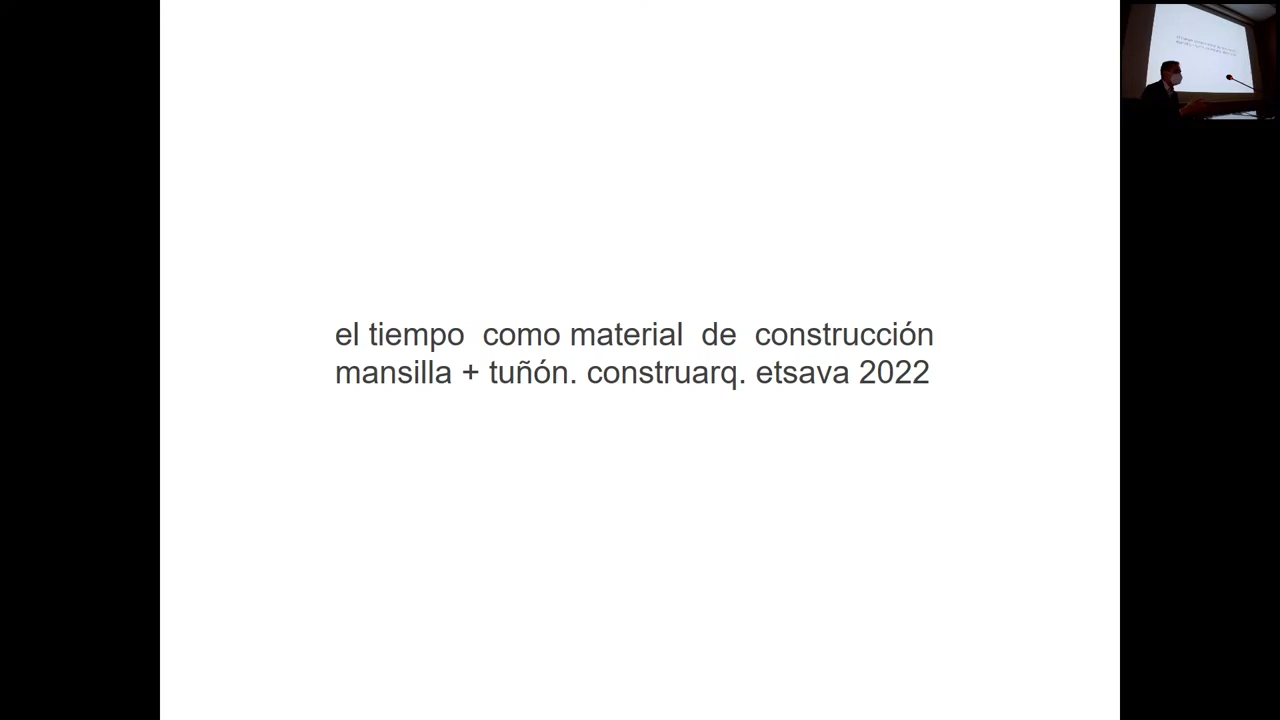 el tiempo como material de construcción
mansilla + tuñón. construarq. etsava 2022